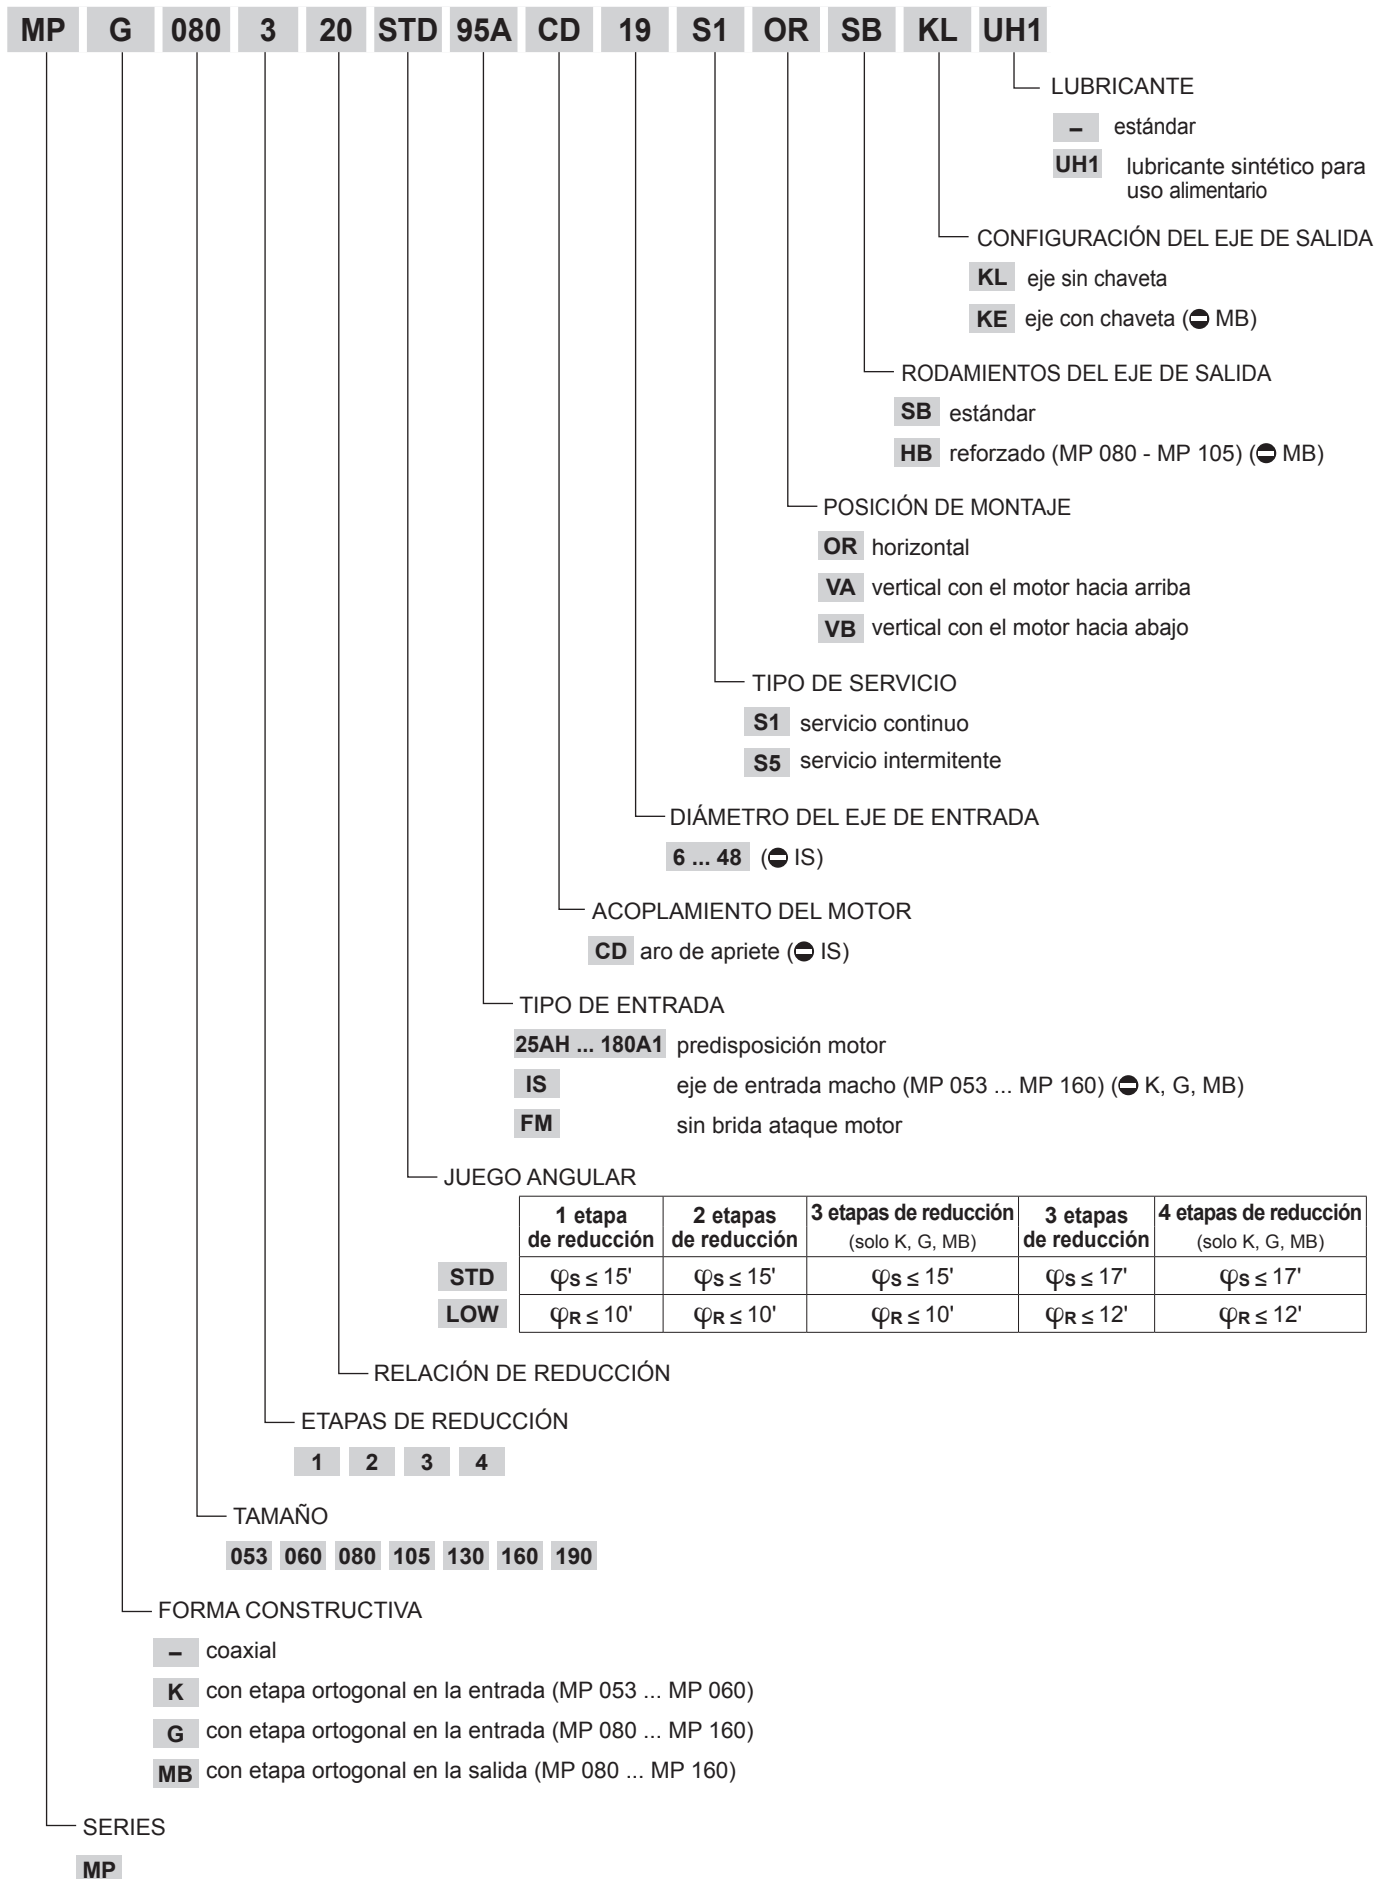 MP G 080 3 20 STD 95A CD 19 S1 OR SB KL UH1
LUBRICANTE
– estándar
UH1 lubricante sintético para
uso alimentario
CONFIGURACIÓN DEL EJE DE SALIDA
KL eje sin chaveta
KE eje con chaveta (⛔ MB)
RODAMIENTOS DEL EJE DE SALIDA
SB estándar
HB reforzado (MP 080 - MP 105) (⛔ MB)
POSICIÓN DE MONTAJE
OR horizontal
VA vertical con el motor hacia arriba
VB vertical con el motor hacia abajo
TIPO DE SERVICIO
S1 servicio continuo
S5 servicio intermitente
DIÁMETRO DEL EJE DE ENTRADA
6 ... 48 (⛔ IS)
ACOPLAMIENTO DEL MOTOR
CD aro de apriete (⛔ IS)
TIPO DE ENTRADA
25AH ... 180A1 predisposición motor
IS eje de entrada macho (MP 053 ... MP 160) (⛔ K, G, MB)
FM sin brida ataque motor
JUEGO ANGULAR
1 etapa 2 etapas 3 etapas de reducción 3 etapas 4 etapas de reducción
de reducción de reducción (solo K, G, MB) de reducción (solo K, G, MB)
STD φS ≤ 15' φS ≤ 15' φS ≤ 15' φS ≤ 17' φS ≤ 17'
LOW φR ≤ 10' φR ≤ 10' φR ≤ 10' φR ≤ 12' φR ≤ 12'
RELACIÓN DE REDUCCIÓN
ETAPAS DE REDUCCIÓN
1 2 3 4
TAMAÑO
053 060 080 105 130 160 190
FORMA CONSTRUCTIVA
– coaxial
K con etapa ortogonal en la entrada (MP 053 ... MP 060)
G con etapa ortogonal en la entrada (MP 080 ... MP 160)
MB con etapa ortogonal en la salida (MP 080 ... MP 160)
SERIES
MP